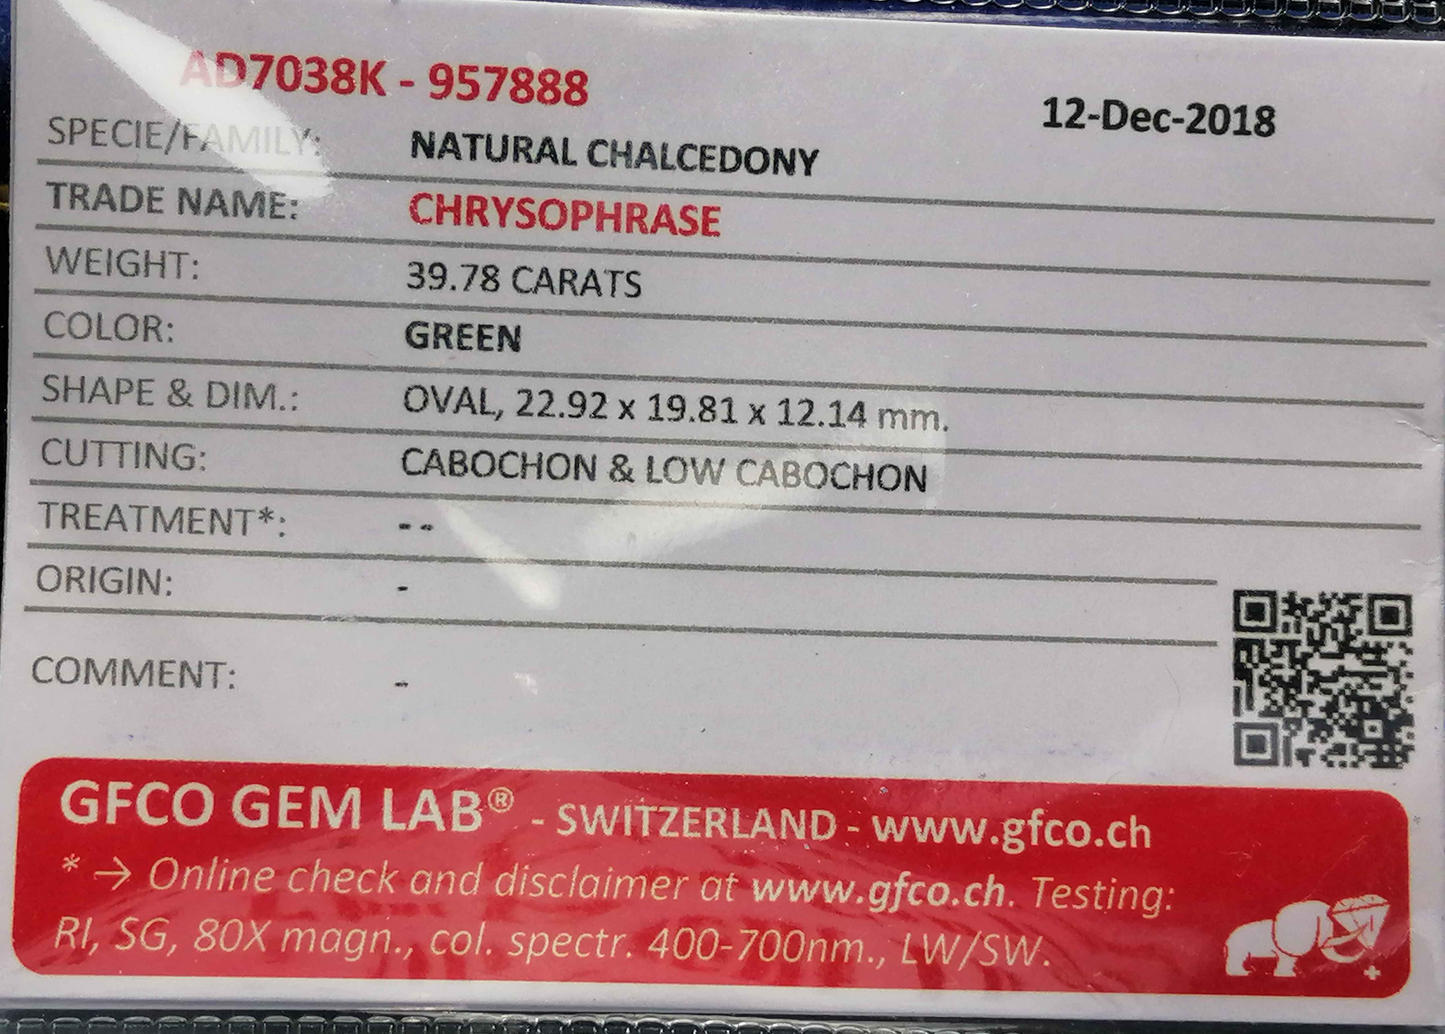 AD7038K - 957888
12-Dec-2018
SPECIE/FAMILY: NATURAL CHALCEDONY
TRADE NAME: CHRYSOPHRASE
WEIGHT: 39.78 CARATS
COLOR: GREEN
SHAPE & DIM.: OVAL, 22.92 x 19.81 x 12.14 mm.
CUTTING: CABOCHON & LOW CABOCHON
TREATMENT*: --
ORIGIN: -
COMMENT: -
GFCO GEM LAB® - SWITZERLAND - www.gfco.ch
* → Online check and disclaimer at www.gfco.ch. Testing:
RI, SG, 80X magn., col. spectr. 400-700nm., LW/SW.